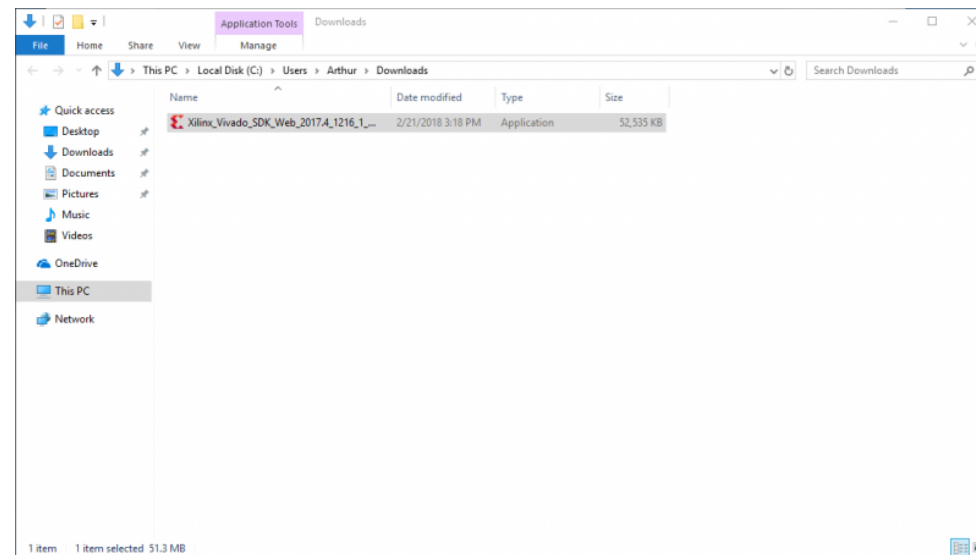 Application Tools Downloads
File Home Share View Manage
This PC > Local Disk (C:) > Users > Arthur > Downloads Search Downloads
Name Date modified Type Size
Xilinx_Vivado_SDK_Web_2017.4_1216_1_... 2/21/2018 3:18 PM Application 52,535 KB
Quick access
Desktop
Downloads
Documents
Pictures
Music
Videos
OneDrive
This PC
Network
1 item 1 item selected 51.3 MB